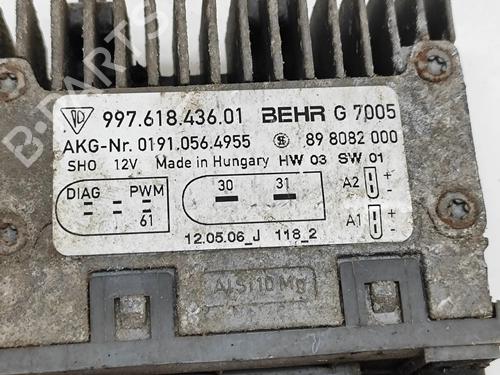 997.618.436.01 BEHR G 7005
AKG-Nr. 0191.056.4955 89 8082 000
SHO 12V Made in Hungary HW 03 SW 01
DIAG PWM 30 31 A2 + -
61 A1 + -
12.05.06_J 118_2
AlSi10Mg
B-PARTS